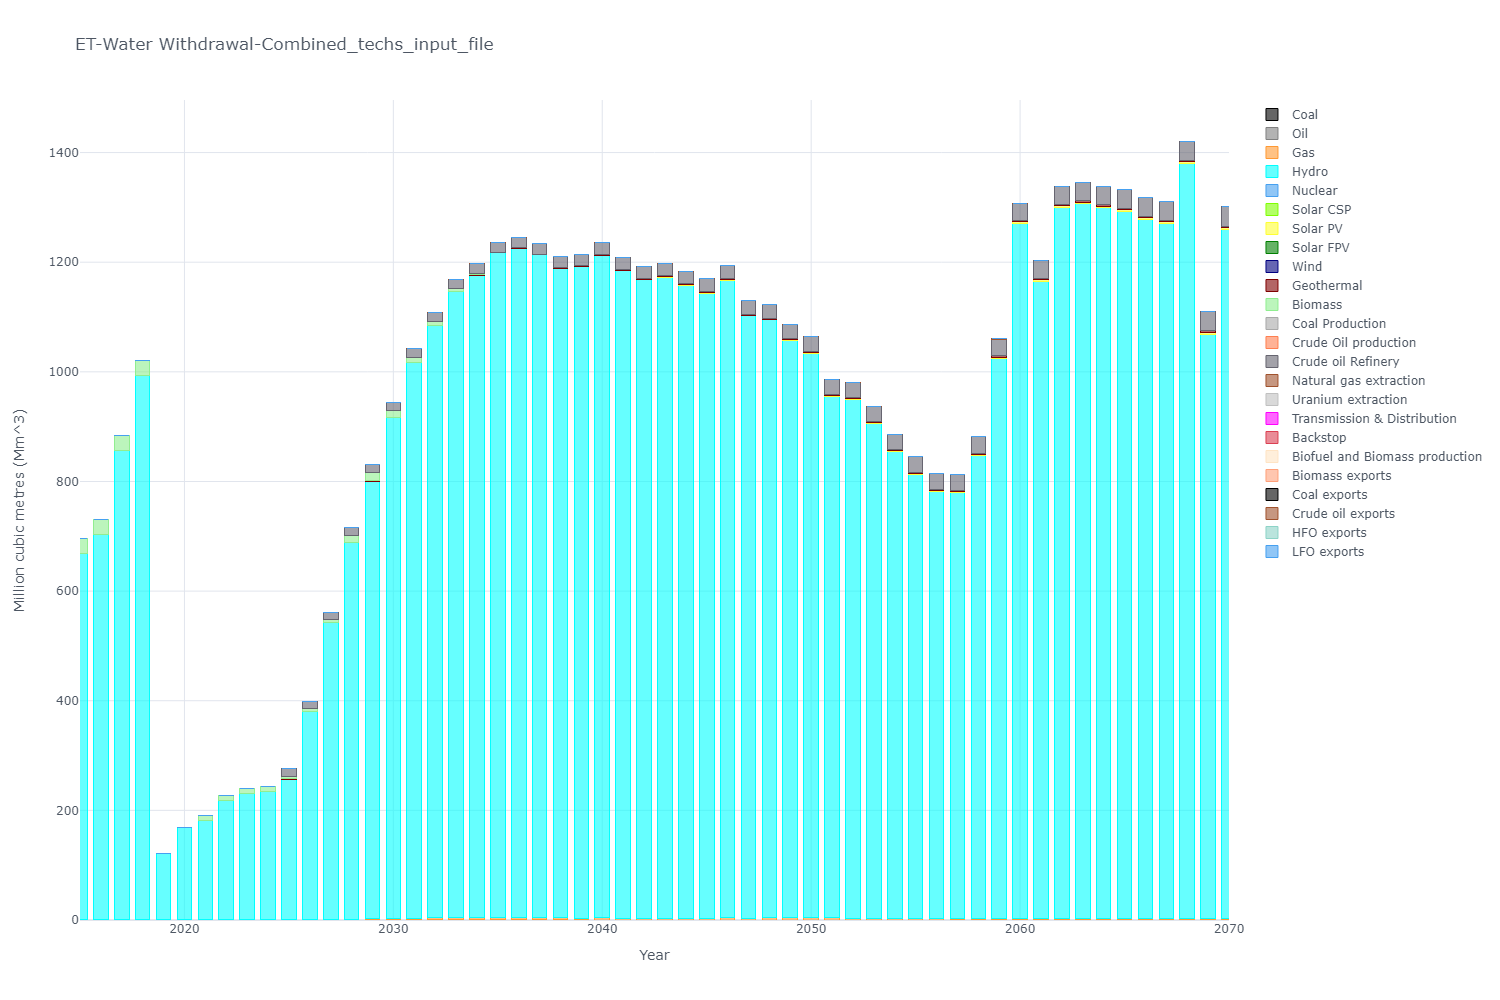 ET-Water Withdrawal-Combined_techs_input_file
Million cubic metres (Mm^3)
1400
1200
1000
800
600
400
200
0
2020
2030
2040
2050
2060
2070
Year
Coal
Oil
Gas
Hydro
Nuclear
Solar CSP
Solar PV
Solar FPV
Wind
Geothermal
Biomass
Coal Production
Crude Oil production
Crude oil Refinery
Natural gas extraction
Uranium extraction
Transmission & Distribution
Backstop
Biofuel and Biomass production
Biomass exports
Coal exports
Crude oil exports
HFO exports
LFO exports